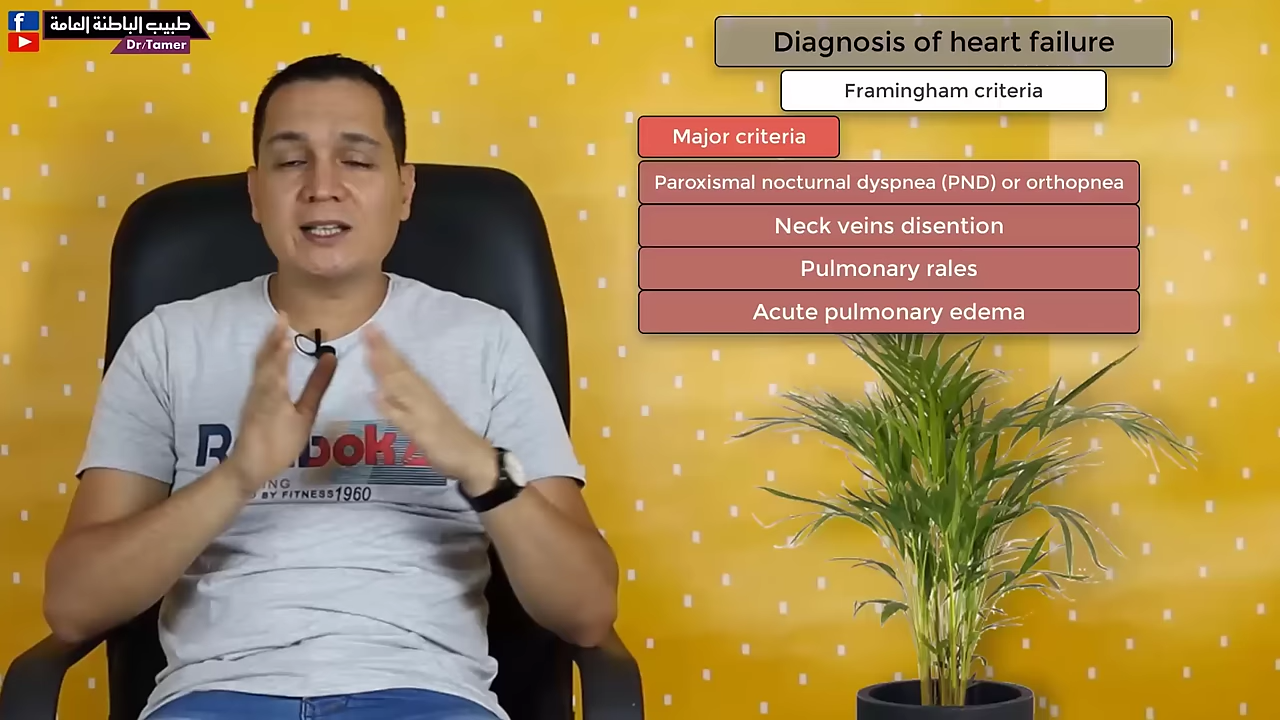 طبيب الباطنة العامة
Dr/Tamer
Diagnosis of heart failure
Framingham criteria
Major criteria
Paroxismal nocturnal dyspnea (PND) or orthopnea
Neck veins disention
Pulmonary rales
Acute pulmonary edema
BY FITNESS 1960